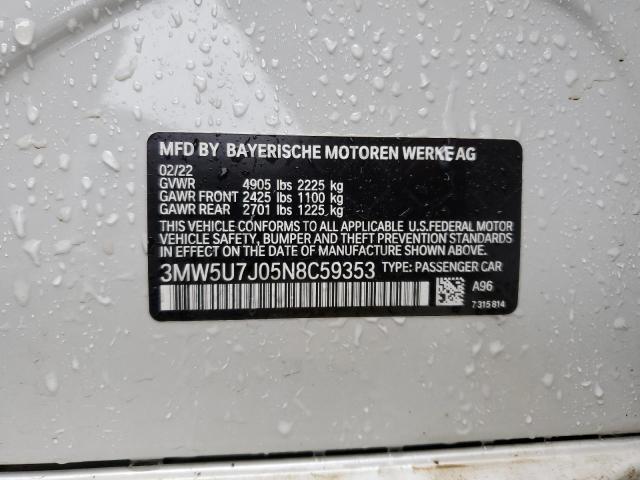 MFD BY BAYERISCHE MOTOREN WERKE AG
02/22
GVWR 4905 lbs 2225 kg
GAWR FRONT 2425 lbs 1100 kg
GAWR REAR 2701 lbs 1225 kg
THIS VEHICLE CONFORMS TO ALL APPLICABLE U.S.FEDERAL MOTOR
VEHICLE SAFETY, BUMPER AND THEFT PREVENTION STANDARDS
IN EFFECT ON THE DATE OF MANUFACTURE SHOWN ABOVE.
3MW5U7J05N8C59353 TYPE: PASSENGER CAR
A96
7 315 814